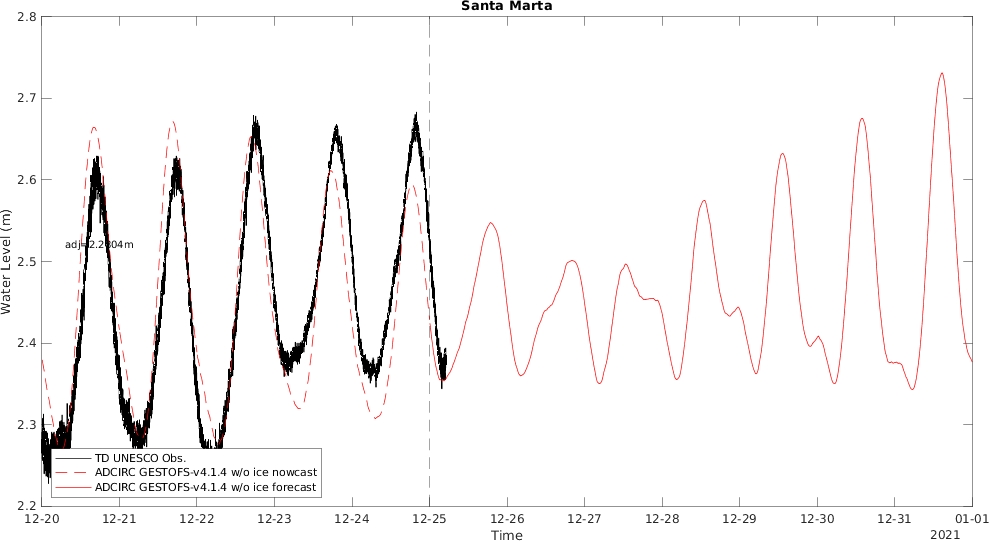 Santa Marta
2.8
2.7
2.6
2.5
2.4
2.3
2.2
Water Level (m)
TD UNESCO Obs.
ADCIRC GESTOFS-v4.1.4 w/o ice nowcast
ADCIRC GESTOFS-v4.1.4 w/o ice forecast
12-20 12-21 12-22 12-23 12-24 12-25 12-26 12-27 12-28 12-29 12-30 12-31 01-01
Time
2021